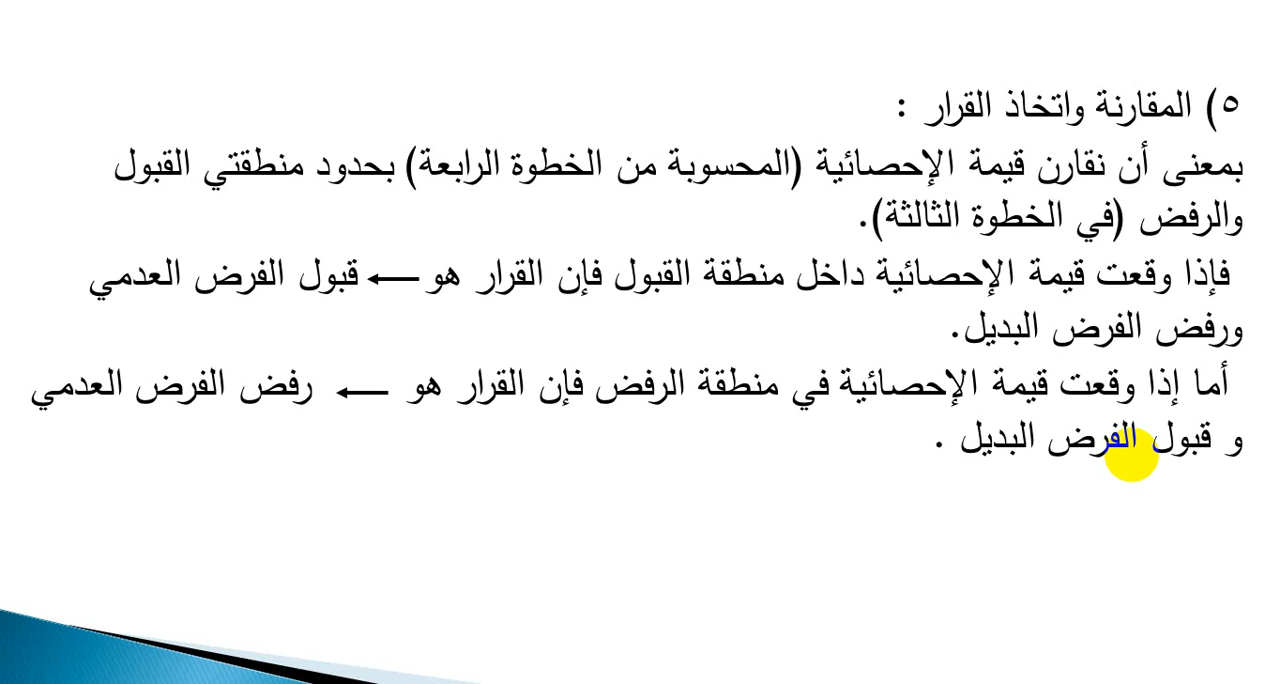 ٥) المقارنة واتخاذ القرار :
بمعنى أن نقارن قيمة الإحصائية (المحسوبة من الخطوة الرابعة) بحدود منطقتي القبول
والرفض (في الخطوة الثالثة).
فإذا وقعت قيمة الإحصائية داخل منطقة القبول فإن القرار هو ← قبول الفرض العدمي
ورفض الفرض البديل.
أما إذا وقعت قيمة الإحصائية في منطقة الرفض فإن القرار هو ← رفض الفرض العدمي
و قبول الفرض البديل .